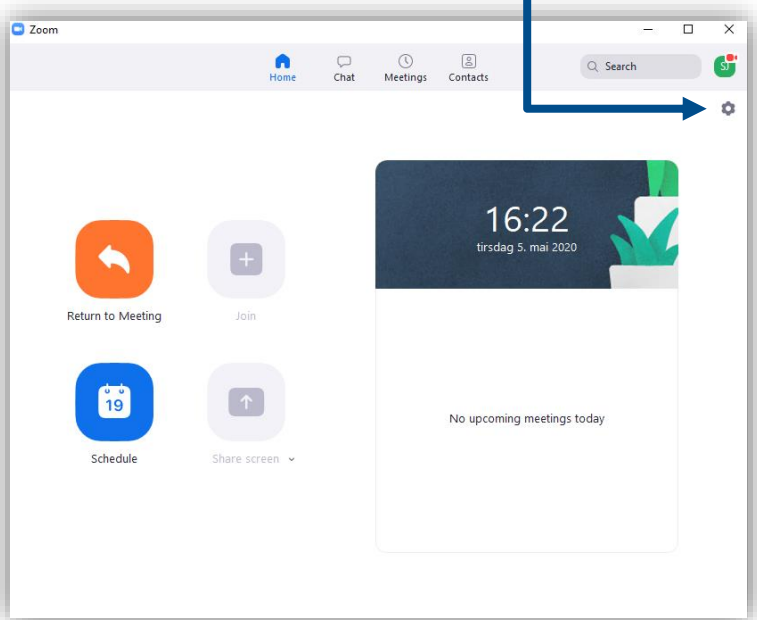 Zoom
Home Chat Meetings Contacts
Search
SJ
16:22
tirsdag 5. mai 2020
Return to Meeting
Join
19
Schedule
Share screen
No upcoming meetings today